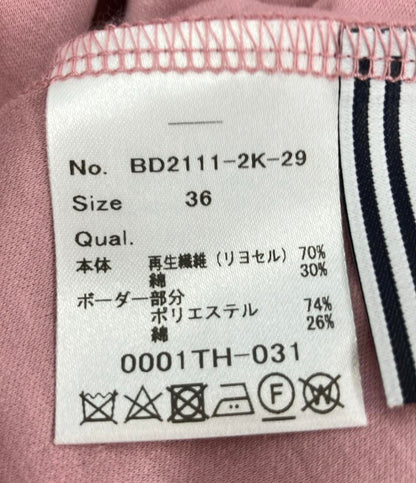 No. BD2111-2K-29
Size 36
Qual.
本体 再生繊維（リヨセル） 70%
綿 30%
ボーダー部分
ポリエステル 74%
綿 26%
0001TH-031
F W